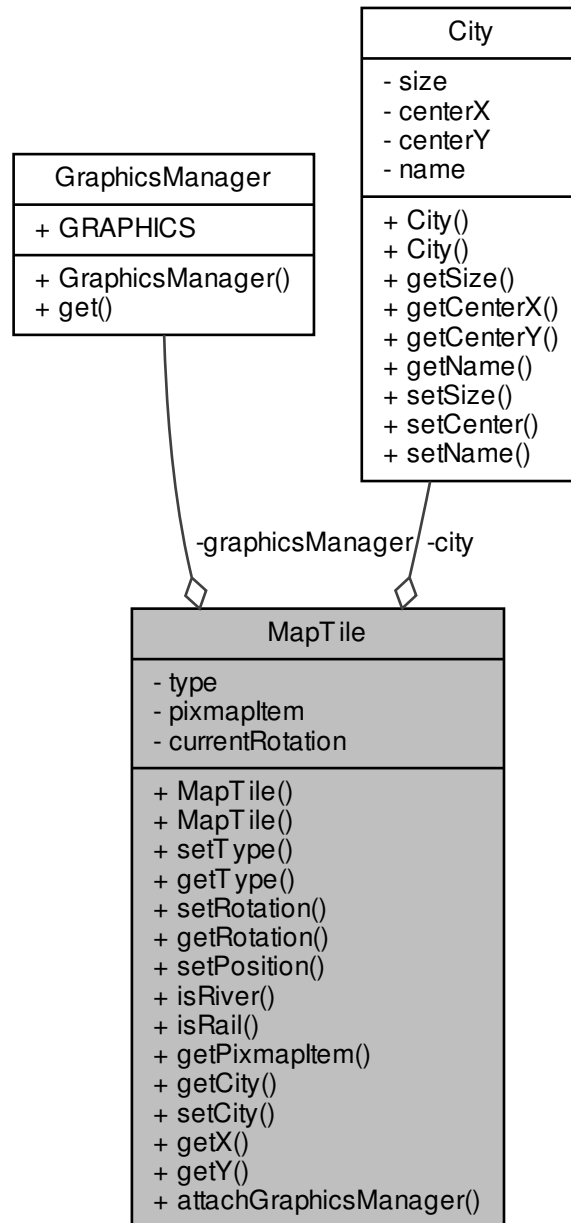 City
- size
- centerX
- centerY
- name
+ City()
+ City()
+ getSize()
+ getCenterX()
+ getCenterY()
+ getName()
+ setSize()
+ setCenter()
+ setName()
GraphicsManager
+ GRAPHICS
+ GraphicsManager()
+ get()
-graphicsManager
-city
MapTile
- type
- pixmapItem
- currentRotation
+ MapTile()
+ MapTile()
+ setType()
+ getType()
+ setRotation()
+ getRotation()
+ setPosition()
+ isRiver()
+ isRail()
+ getPixmapItem()
+ getCity()
+ setCity()
+ getX()
+ getY()
+ attachGraphicsManager()